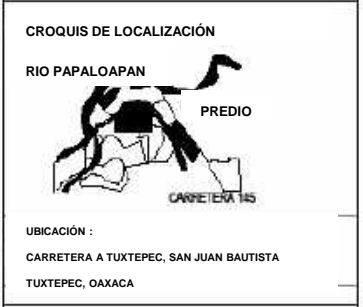 CROQUIS DE LOCALIZACIÓN
RIO PAPALOAPAN
PREDIO
CARRETERA 145
UBICACIÓN :
CARRETERA A TUXTEPEC, SAN JUAN BAUTISTA
TUXTEPEC, OAXACA